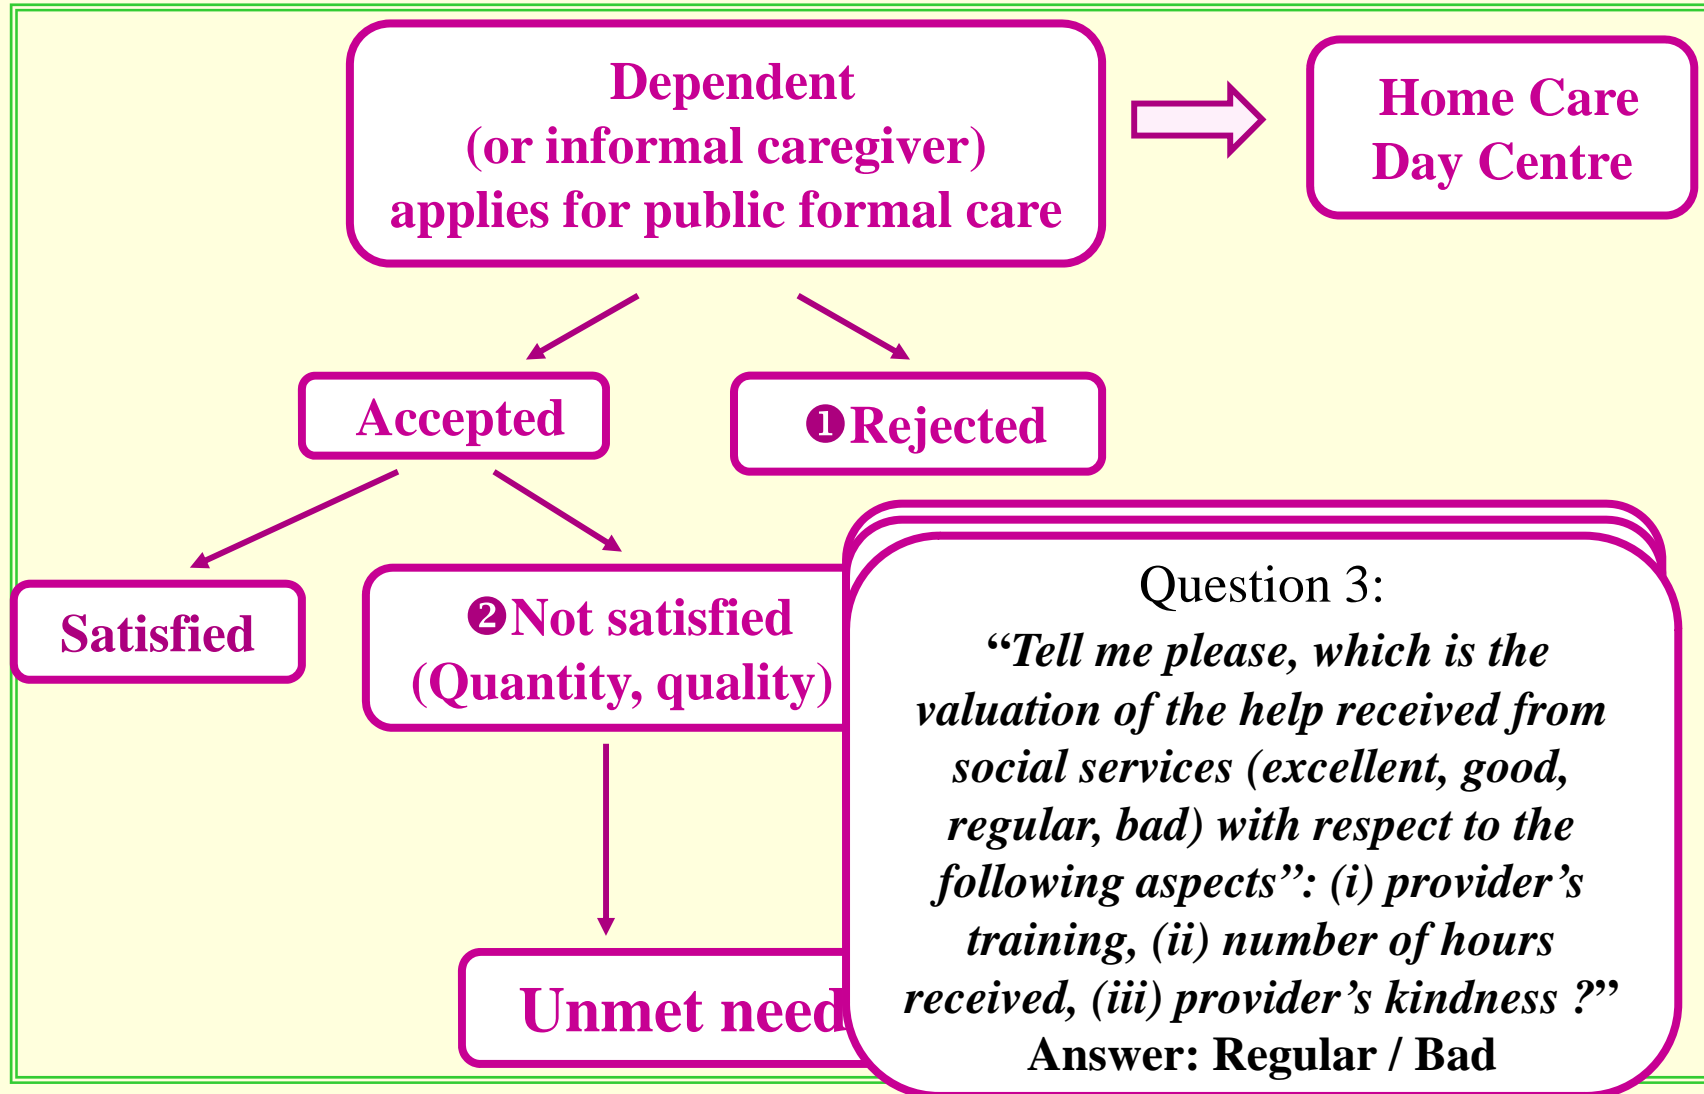 Dependent
(or informal caregiver)
applies for public formal care
Home Care
Day Centre
Accepted
❶Rejected
Satisfied
❷Not satisfied
(Quantity, quality)
Unmet need
Question 3:
“Tell me please, which is the
valuation of the help received from
social services (excellent, good,
regular, bad) with respect to the
following aspects”: (i) provider’s
training, (ii) number of hours
received, (iii) provider’s kindness ?”
Answer: Regular / Bad